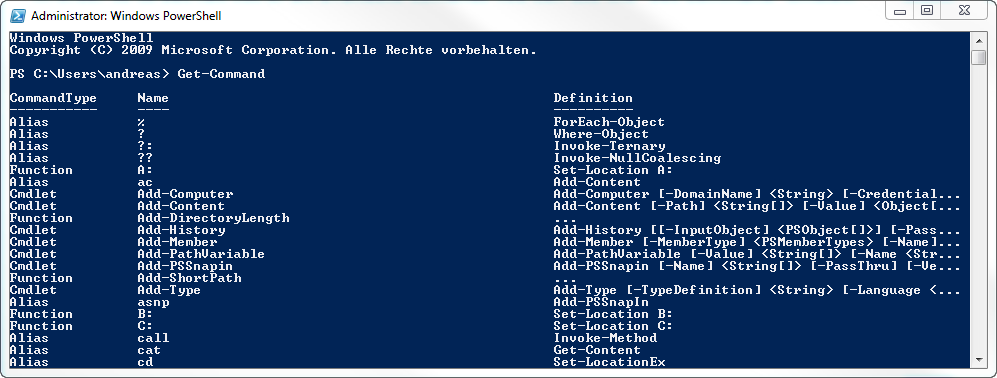 Administrator: Windows PowerShell
Windows PowerShell
Copyright (C) 2009 Microsoft Corporation. Alle Rechte vorbehalten.
PS C:\Users\andreas> Get-Command
CommandType Name Definition
----------- ---- ----------
Alias % ForEach-Object
Alias ? Where-Object
Alias ?: Invoke-Ternary
Alias ?? Invoke-NullCoalescing
Function A: Set-Location A:
Alias ac Add-Content
Cmdlet Add-Computer Add-Computer [-DomainName] <String> [-Credential...
Cmdlet Add-Content Add-Content [-Path] <String[]> [-Value] <Object[...
Function Add-DirectoryLength ...
Cmdlet Add-History Add-History [[-InputObject] <PSObject[]>] [-Pass...
Cmdlet Add-Member Add-Member [-MemberType] <PSMemberTypes> [-Name]...
Cmdlet Add-PathVariable Add-PathVariable [-Value] <String[]> [-Name <Str...
Cmdlet Add-PSSnapin Add-PSSnapin [-Name] <String[]> [-PassThru] [-Ve...
Function Add-ShortPath ...
Cmdlet Add-Type Add-Type [-TypeDefinition] <String> [-Language <...
Alias asnp Add-PSSnapIn
Function B: Set-Location B:
Function C: Set-Location C:
Alias call Invoke-Method
Alias cat Get-Content
Alias cd Set-LocationEx